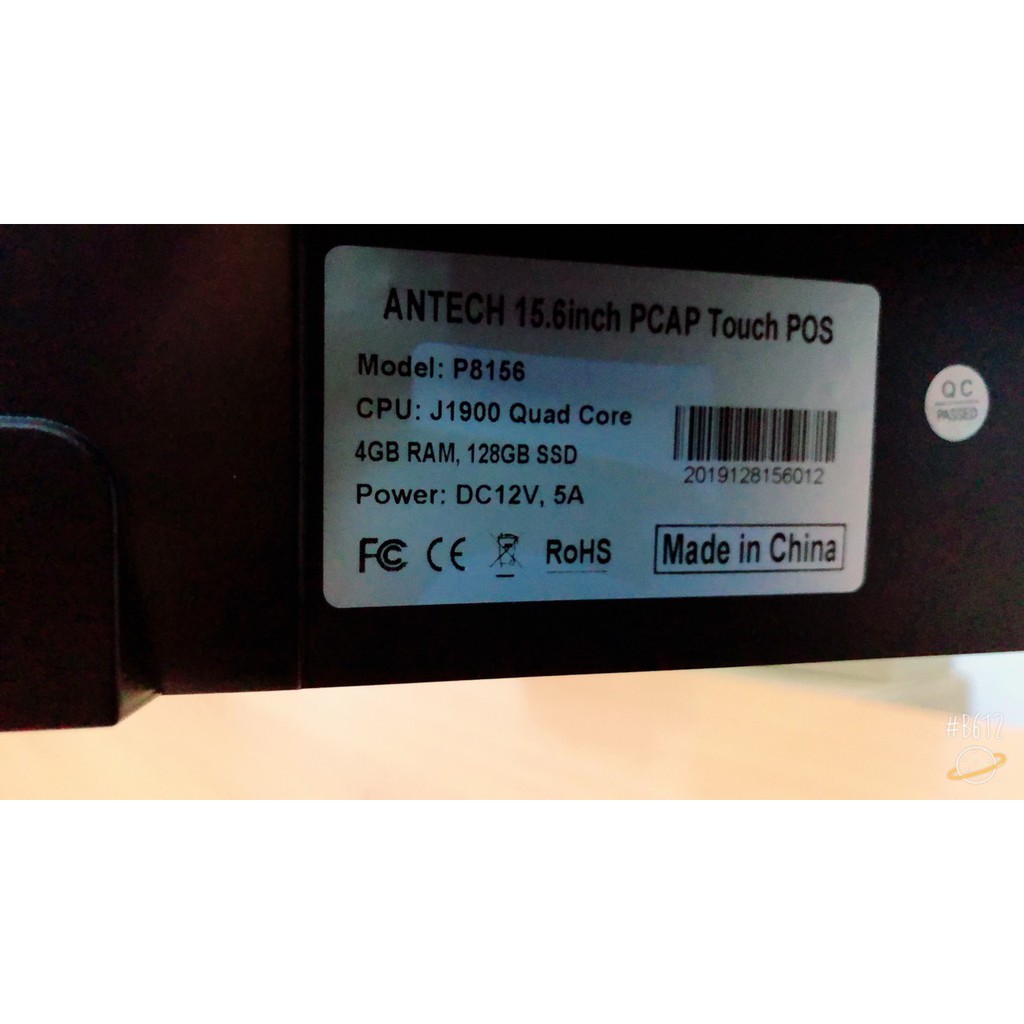 ANTECH 15.6inch PCAP Touch POS
Model: P8156
CPU: J1900 Quad Core
4GB RAM, 128GB SSD
Power: DC12V, 5A
2019128156012
FC CE RoHS
Made in China
QC
PASSED
#B612